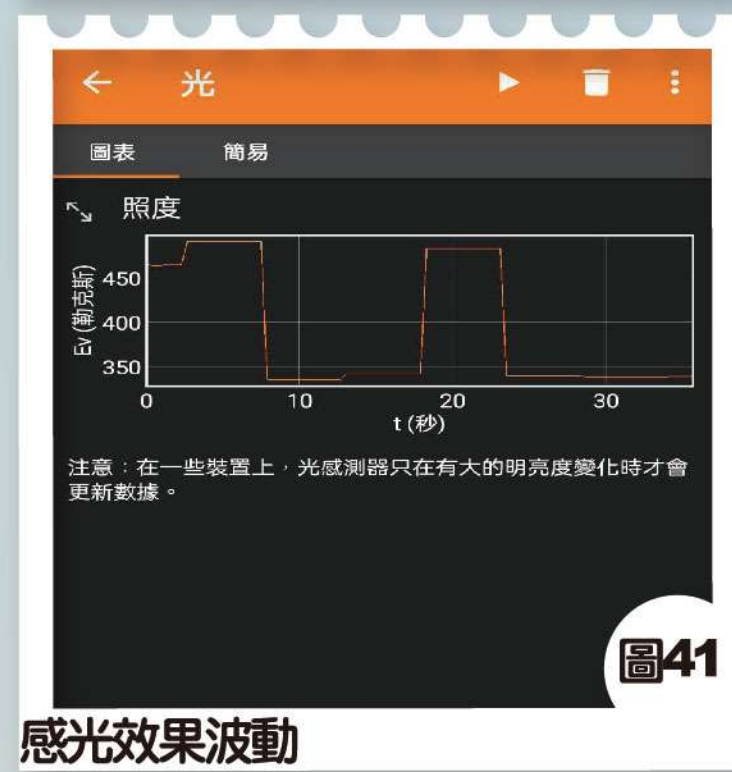 光
圖表 簡易
照度
Ev (勒克斯)
450
400
350
0 10 20 30
t (秒)
注意：在一些裝置上，光感測器只在有大的明亮度變化時才會
更新數據。
圖41
感光效果波動